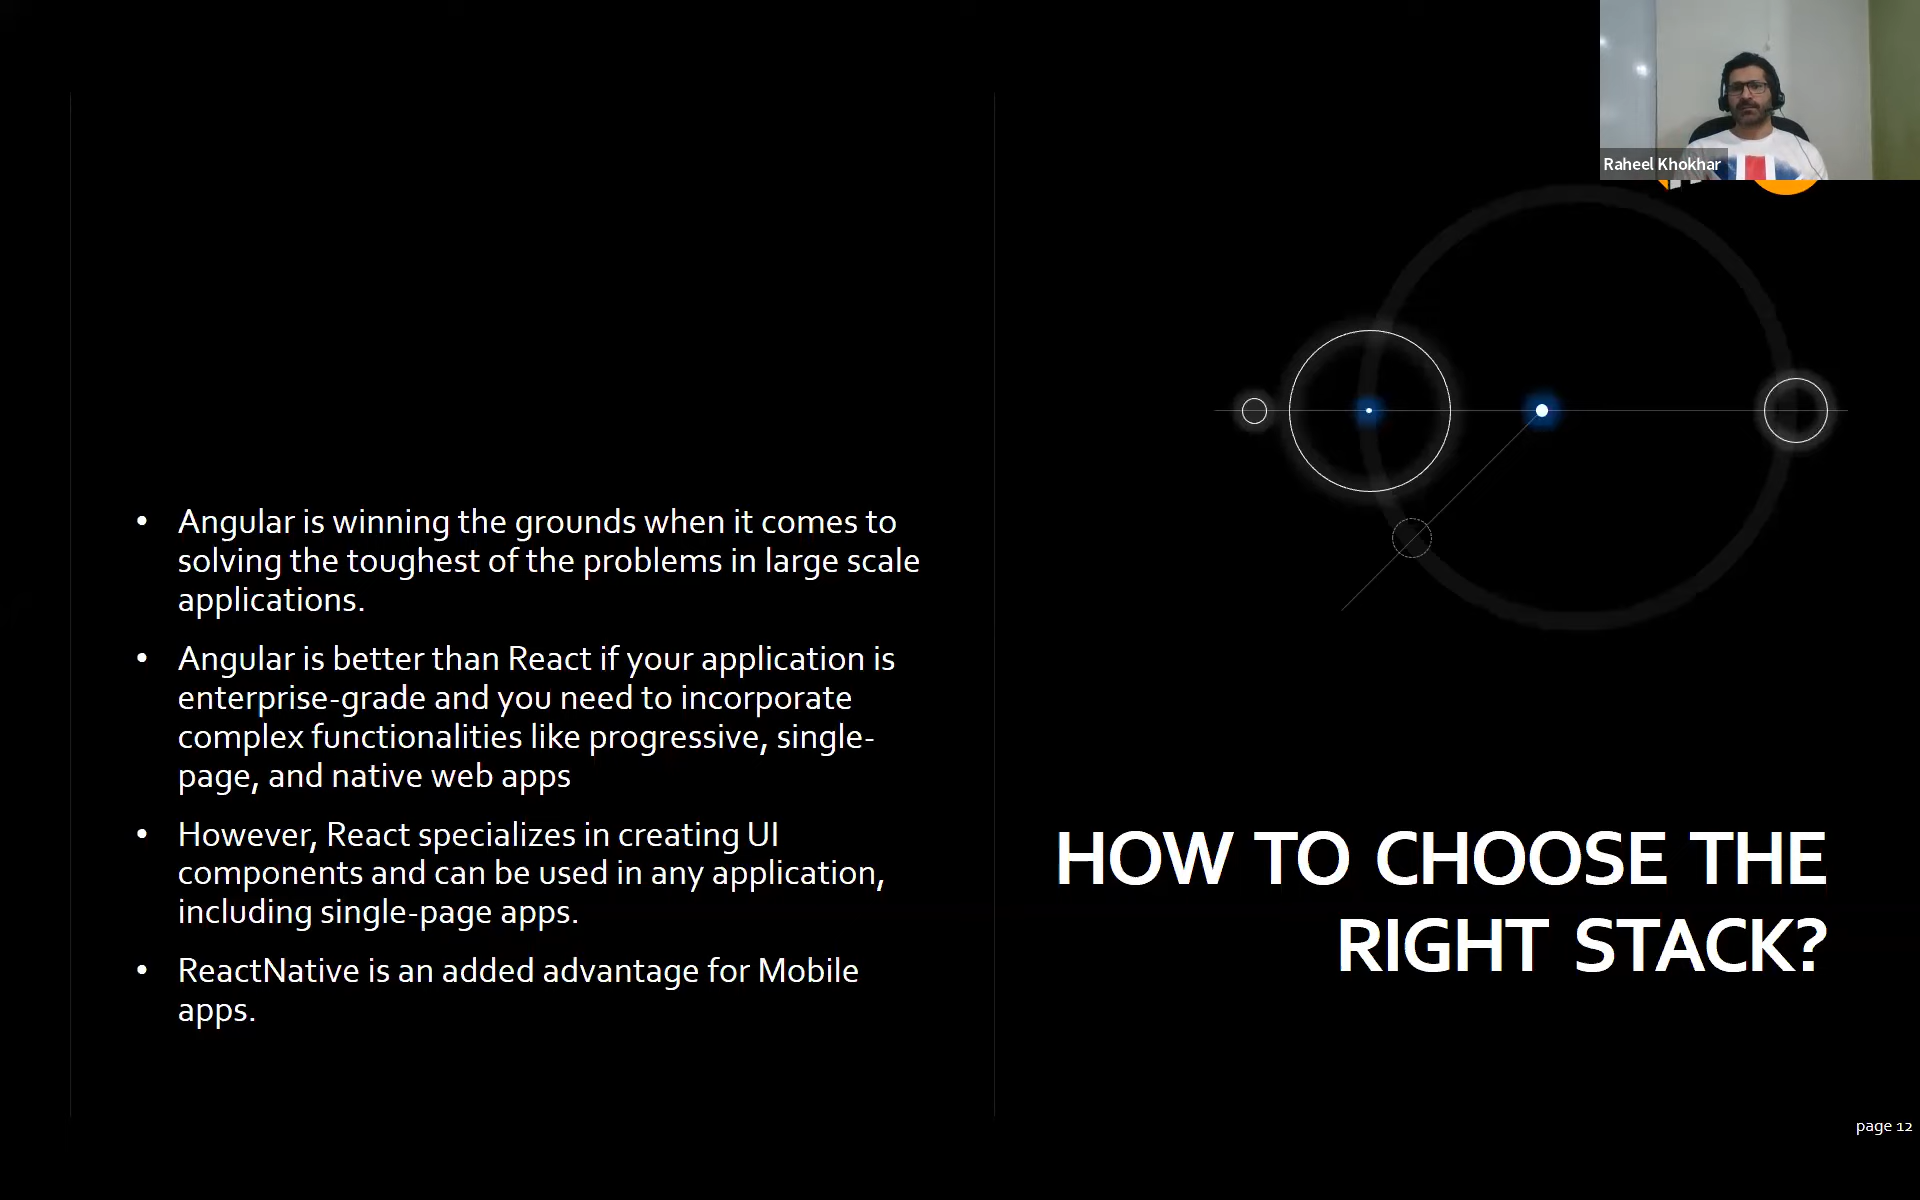 Raheel Khokhar
• Angular is winning the grounds when it comes to
solving the toughest of the problems in large scale
applications.
• Angular is better than React if your application is
enterprise-grade and you need to incorporate
complex functionalities like progressive, single-
page, and native web apps
• However, React specializes in creating UI
components and can be used in any application,
including single-page apps.
• ReactNative is an added advantage for Mobile
apps.
HOW TO CHOOSE THE
RIGHT STACK?
page 12